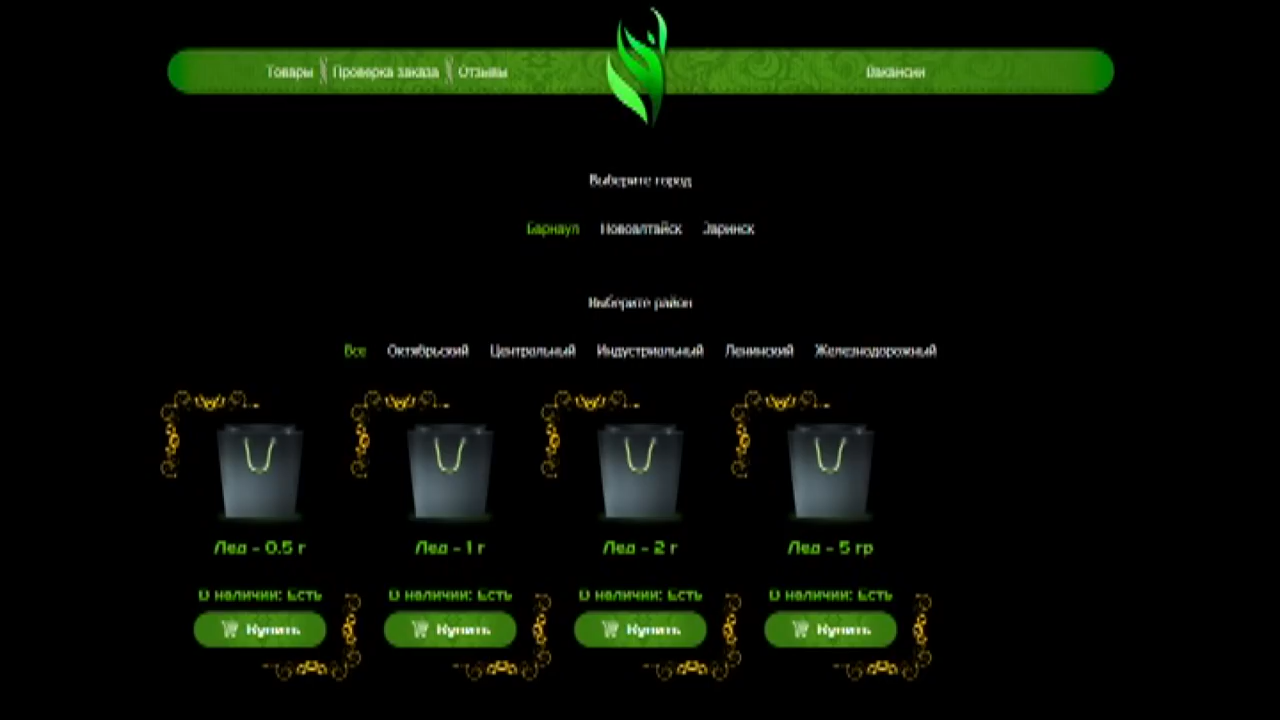 Товары Проверка заказа Отзывы Вакансии
Выберите город
Барнаул Новоалтайск Заринск
Выберите район
Все Октябрьский Центральный Индустриальный Ленинский Железнодорожный
Лед - 0.5 г Лед - 1 г Лед - 2 г Лед - 5 гр
В наличии: Есть В наличии: Есть В наличии: Есть В наличии: Есть
Купить Купить Купить Купить